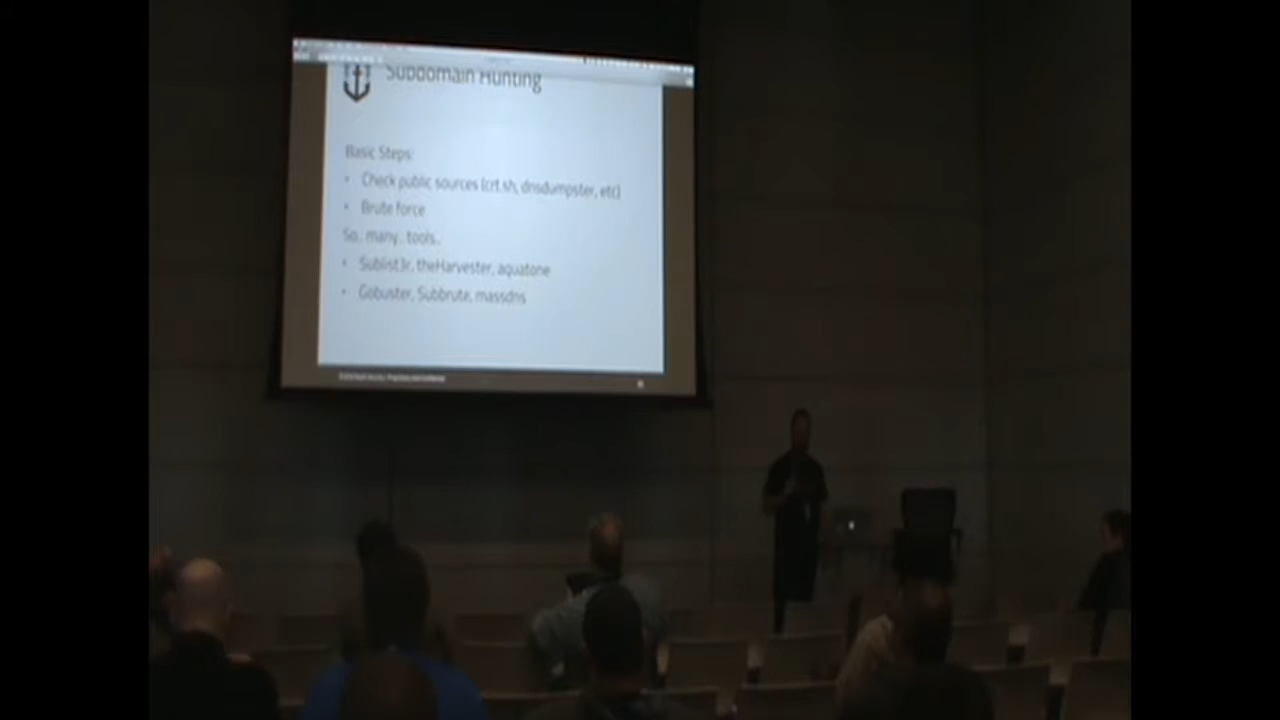 Subdomain Hunting
Basic Steps:
• Check public sources (crt.sh, dnsdumpster, etc)
• Brute force
So.. many.. tools..
• Sublist3r, theHarvester, aquatone
• Gobuster, Subbrute, massdns